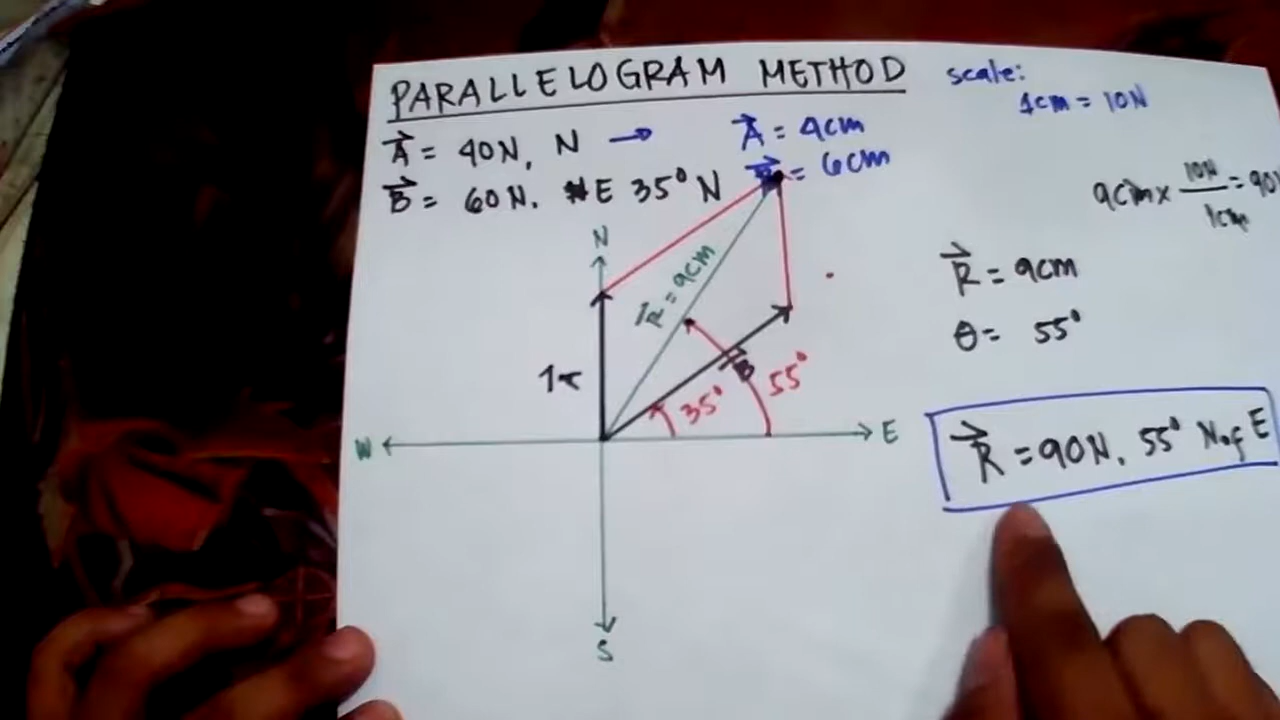 PARALLELOGRAM METHOD
scale:
1cm = 10N
A = 40N, N → A = 4cm
B = 60N. E 35° N = 6cm
9cm x 10N / 1cm = 90
N
R = 9cm
R = 9cm
θ = 55°
B
35°
55°
W
E
R = 90N. 55° N of E
S